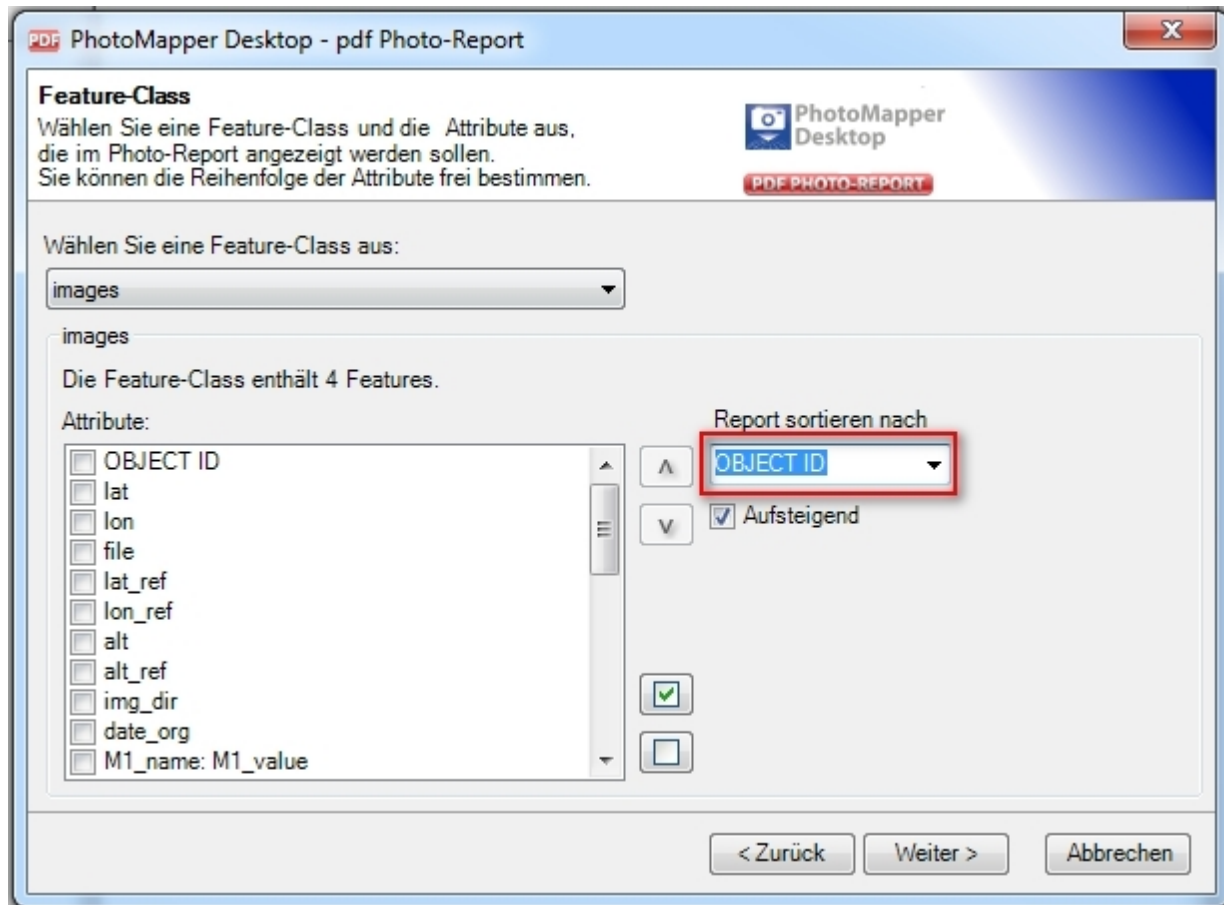 PDF PhotoMapper Desktop - pdf Photo-Report
Feature-Class
Wählen Sie eine Feature-Class und die Attribute aus,
die im Photo-Report angezeigt werden sollen.
Sie können die Reihenfolge der Attribute frei bestimmen.
PhotoMapper
Desktop
PDF PHOTO-REPORT
Wählen Sie eine Feature-Class aus:
images
images
Die Feature-Class enthält 4 Features.
Attribute:
OBJECT ID
lat
lon
file
lat_ref
lon_ref
alt
alt_ref
img_dir
date_org
M1_name: M1_value
Report sortieren nach
OBJECT ID
Aufsteigend
< Zurück
Weiter >
Abbrechen